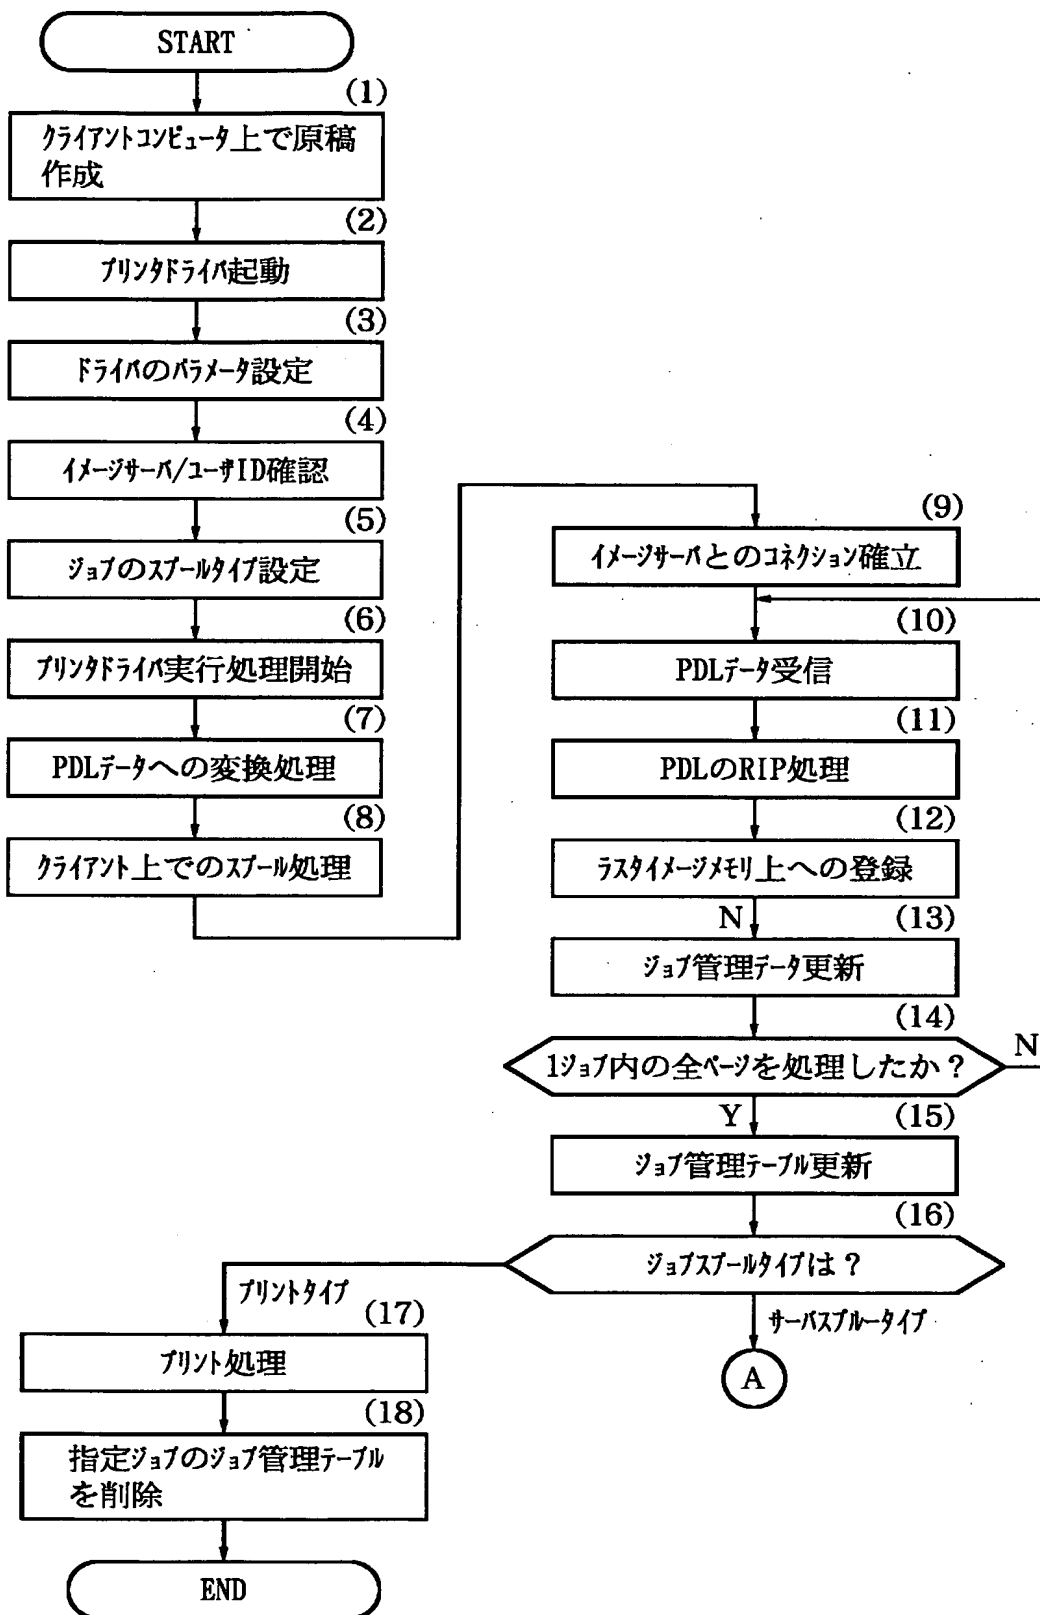 START
(1)
クライアントコンピュータ上で原稿
作成
(2)
プリンタドライバ起動
(3)
ドライバのパラメータ設定
(4)
イメージサーバ/ユーザID確認
(5)
ジョブのスプールタイプ設定
(6)
プリンタドライバ実行処理開始
(7)
PDLデータへの変換処理
(8)
クライアント上でのスプール処理
(9)
イメージサーバとのコネクション確立
(10)
PDLデータ受信
(11)
PDLのRIP処理
(12)
ラスタイメージメモリ上への登録
N
(13)
ジョブ管理データ更新
(14)
1ジョブ内の全ページを処理したか?
N
Y
(15)
ジョブ管理テーブル更新
(16)
ジョブスプールタイプは?
プリントタイプ
サーバスプルータイプ
(17)
プリント処理
A
(18)
指定ジョブのジョブ管理テーブル
を削除
END